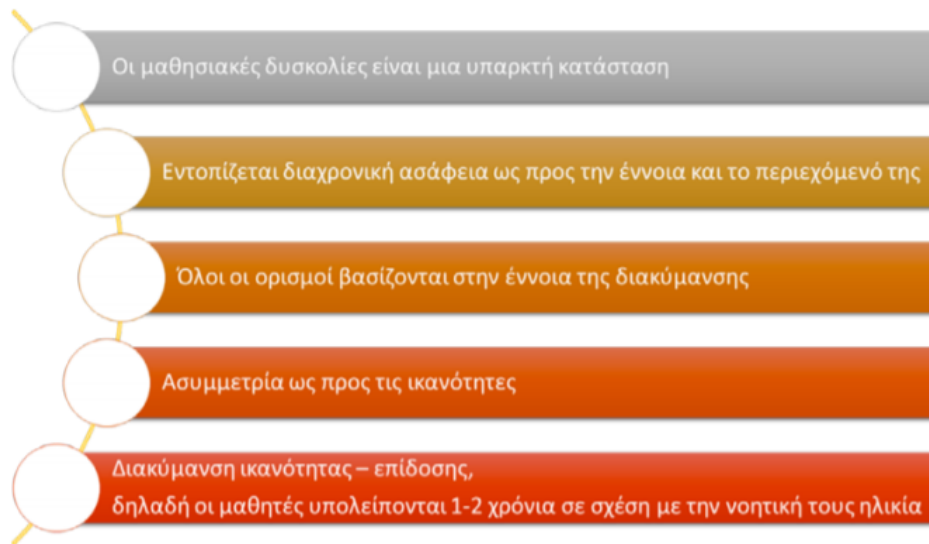 Οι μαθησιακές δυσκολίες είναι μια υπαρκτή κατάσταση
Εντοπίζεται διαχρονική ασάφεια ως προς την έννοια και το περιεχόμενό της
Όλοι οι ορισμοί βασίζονται στην έννοια της διακύμανσης
Ασυμμετρία ως προς τις ικανότητες
Διακύμανση ικανότητας – επίδοσης,
δηλαδή οι μαθητές υπολείπονται 1-2 χρόνια σε σχέση με την νοητική τους ηλικία